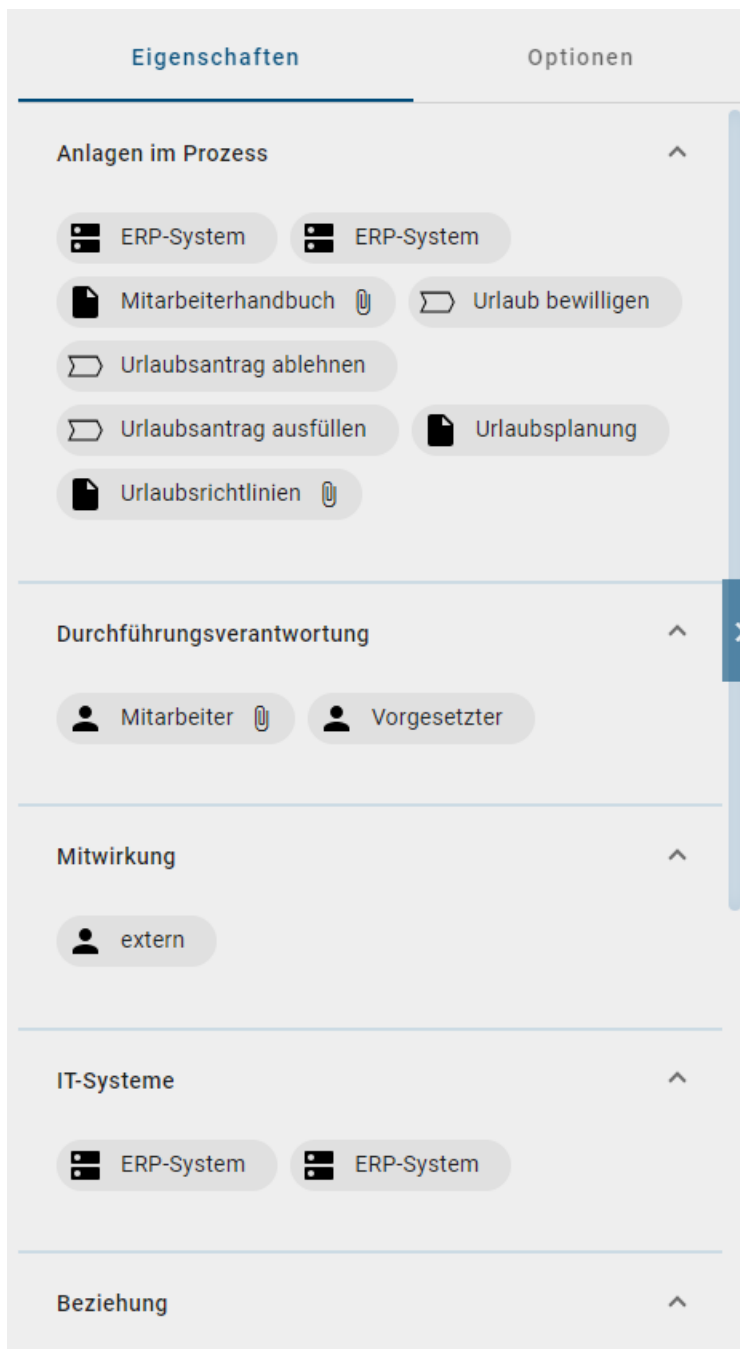 Eigenschaften Optionen
Anlagen im Prozess
ERP-System ERP-System
Mitarbeiterhandbuch Urlaub bewilligen
Urlaubsantrag ablehnen
Urlaubsantrag ausfüllen Urlaubsplanung
Urlaubsrichtlinien
Durchführungsverantwortung
Mitarbeiter Vorgesetzter
Mitwirkung
extern
IT-Systeme
ERP-System ERP-System
Beziehung